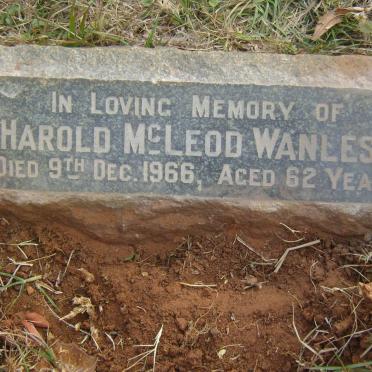 IN LOVING MEMORY OF
HAROLD MCLEOD WANLES
DIED 9TH DEC. 1966, AGED 62 YEA